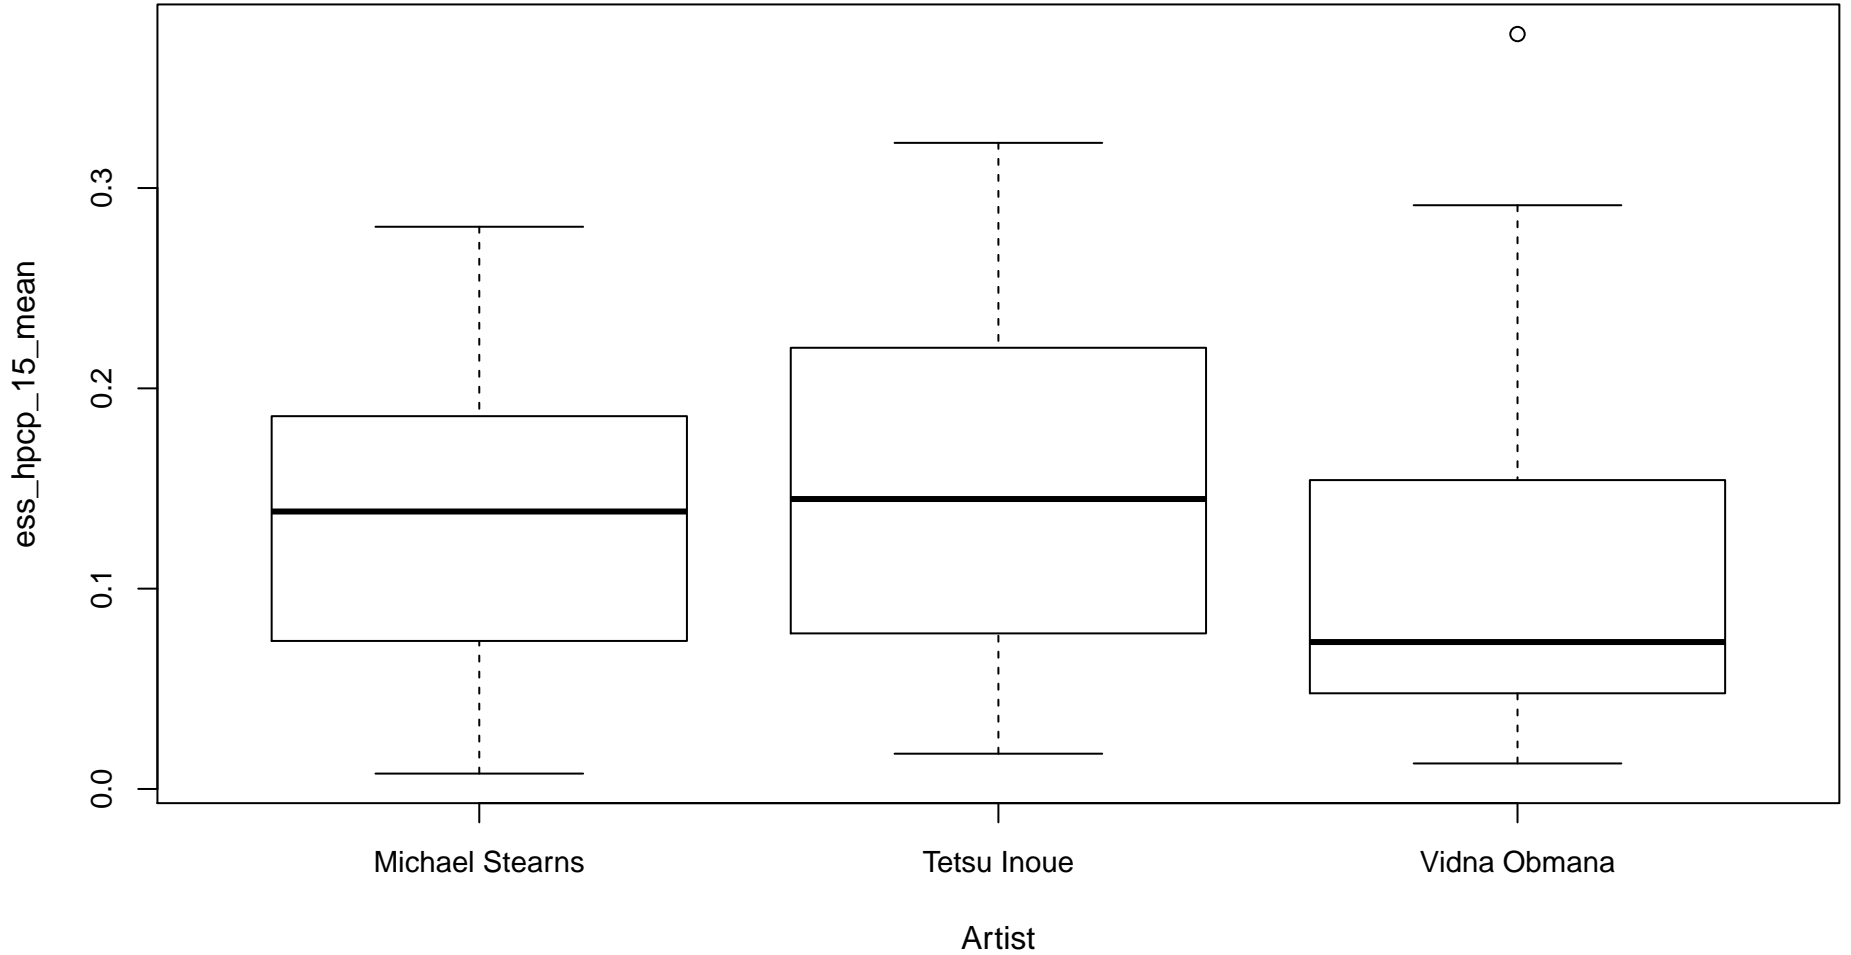 ess_hpcp_15_mean
0.3
0.2
0.1
0.0
Michael Stearns
Tetsu Inoue
Vidna Obmana
Artist